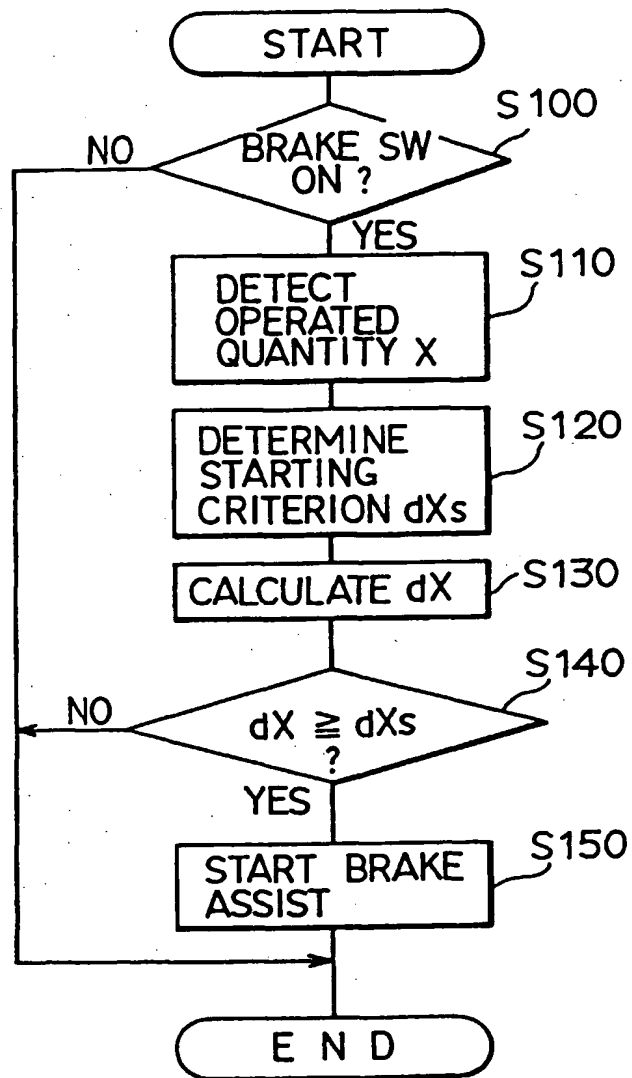 START
S100
NO
BRAKE SW
ON ?
YES
S110
DETECT
OPERATED
QUANTITY X
S120
DETERMINE
STARTING
CRITERION dXs
S130
CALCULATE dX
S140
NO
dX ≧ dXs
?
YES
S150
START BRAKE
ASSIST
END